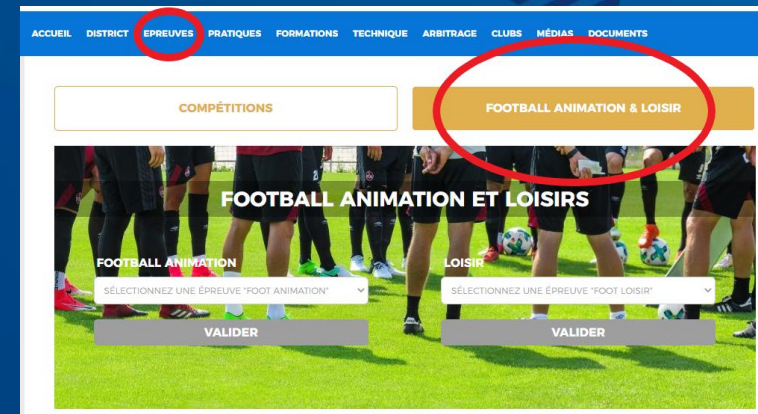 ACCUEIL DISTRICT EPREUVES PRATIQUES FORMATIONS TECHNIQUE ARBITRAGE CLUBS MÉDIAS DOCUMENTS
COMPÉTITIONS FOOTBALL ANIMATION & LOISIR
FOOTBALL ANIMATION ET LOISIRS
FOOTBALL ANIMATION LOISIR
SÉLECTIONNEZ UNE ÉPREUVE "FOOT ANIMATION" SÉLECTIONNEZ UNE ÉPREUVE "FOOT LOISIR"
VALIDER VALIDER